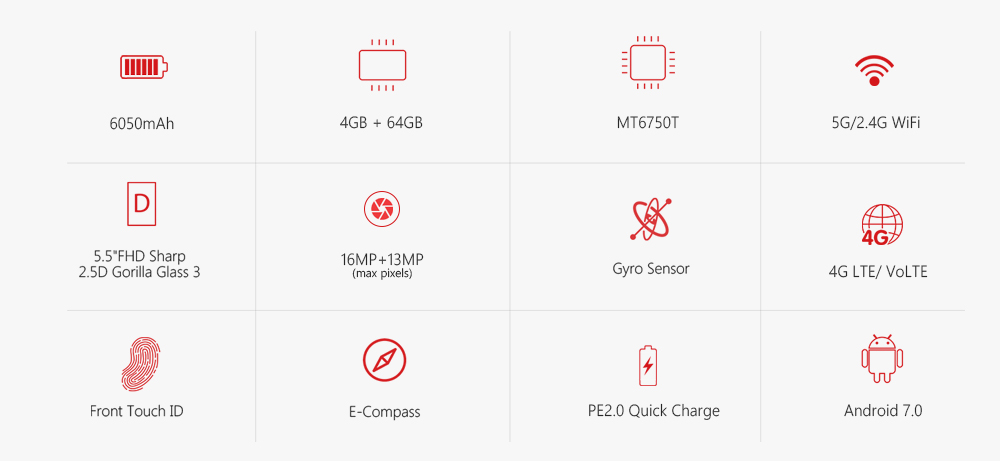 6050mAh
4GB + 64GB
MT6750T
5G/2.4G WiFi
D
5.5"FHD Sharp
2.5D Gorilla Glass 3
16MP+13MP
(max pixels)
Gyro Sensor
4G
4G LTE/ VoLTE
Front Touch ID
E-Compass
PE2.0 Quick Charge
Android 7.0